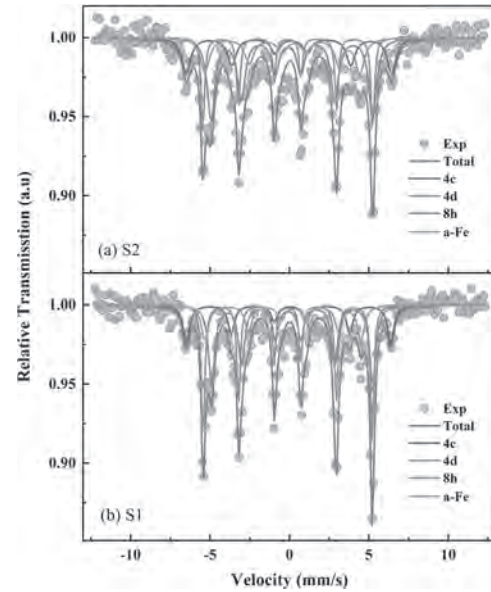 1.00
0.95
0.90
Exp
Total
4c
4d
8h
a-Fe
(a) S2
Relative Transmisstion (a.u)
1.00
0.95
0.90
Exp
Total
4c
4d
8h
a-Fe
(b) S1
-10 -5 0 5 10
Velocity (mm/s)